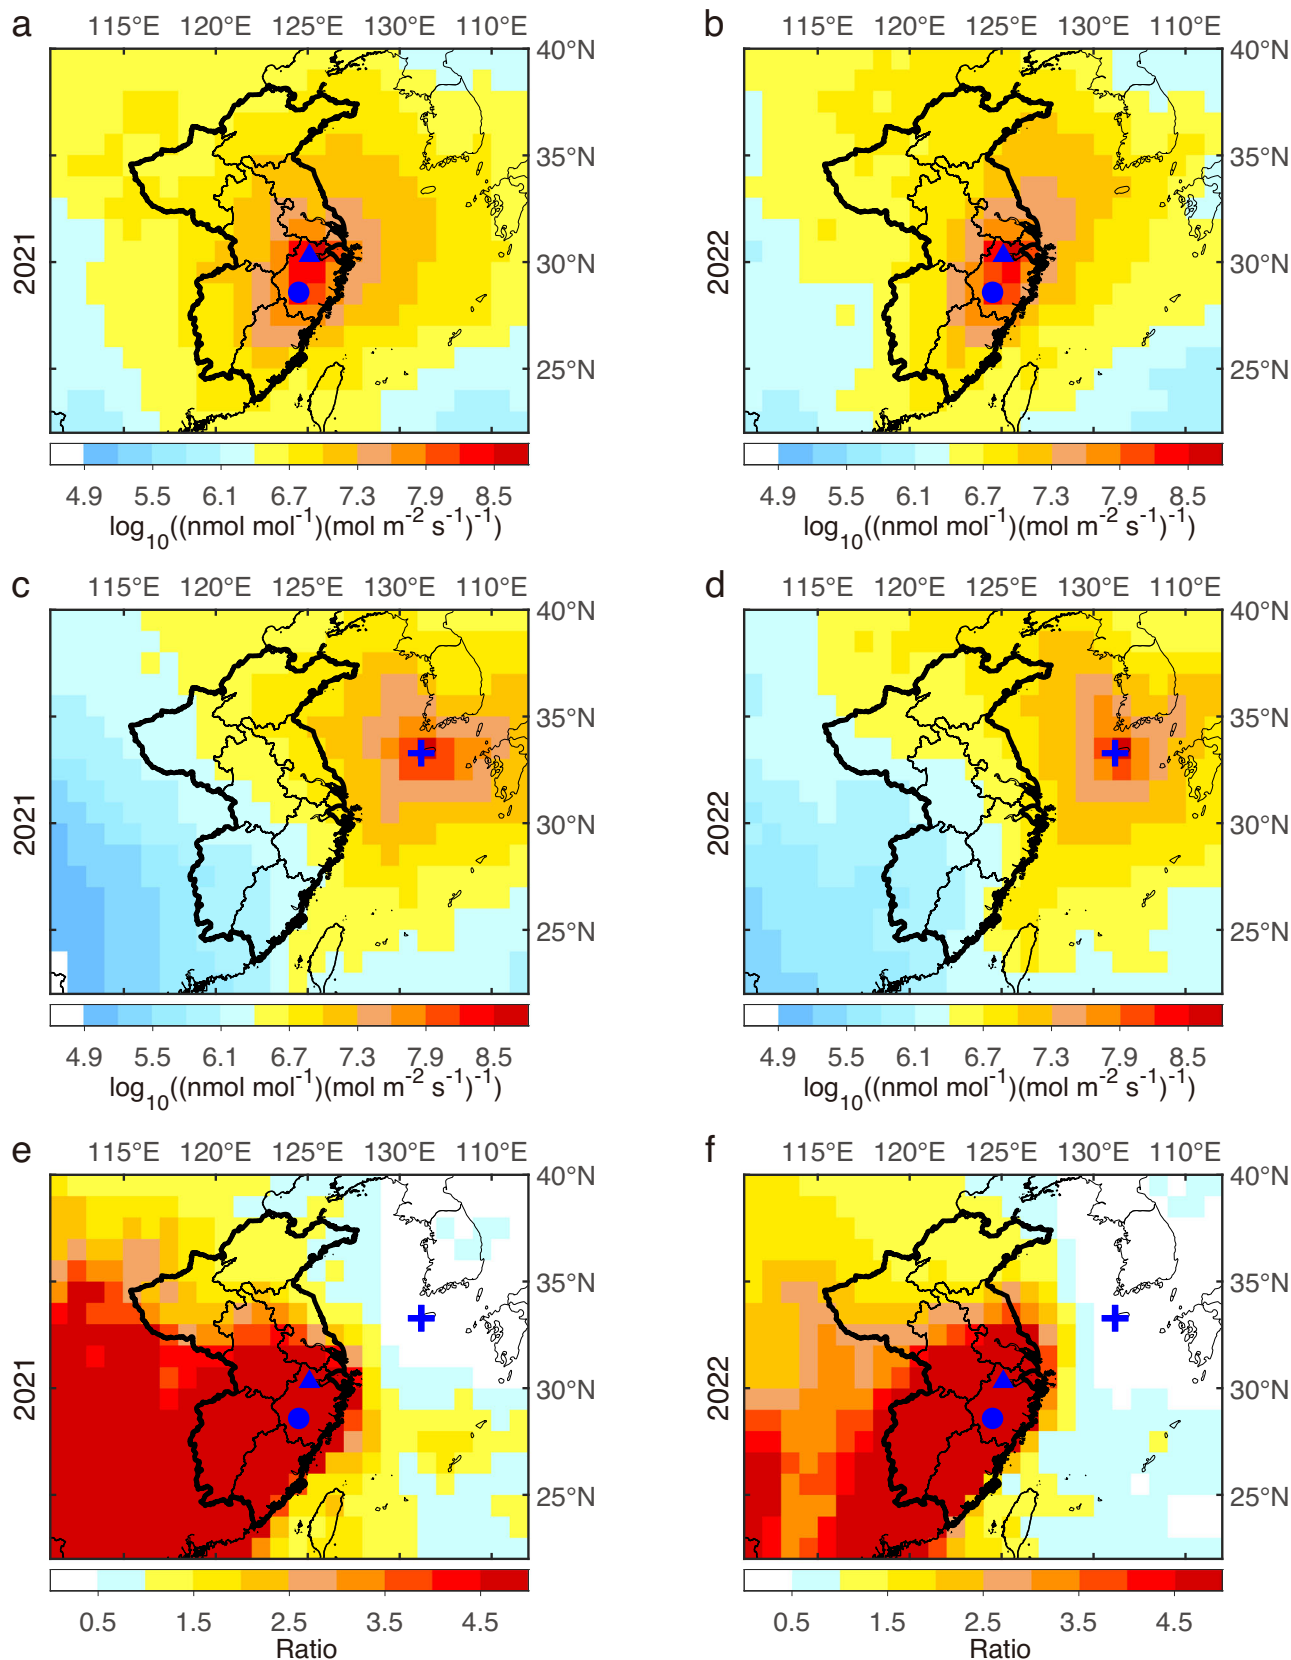 a
115°E 120°E 125°E 130°E 110°E
40°N
35°N
30°N
25°N
2021
4.9 5.5 6.1 6.7 7.3 7.9 8.5
log10((nmol mol-1)(mol m-2 s-1)-1)
b
115°E 120°E 125°E 130°E 110°E
40°N
35°N
30°N
25°N
2022
4.9 5.5 6.1 6.7 7.3 7.9 8.5
log10((nmol mol-1)(mol m-2 s-1)-1)
c
115°E 120°E 125°E 130°E 110°E
40°N
35°N
30°N
25°N
2021
4.9 5.5 6.1 6.7 7.3 7.9 8.5
log10((nmol mol-1)(mol m-2 s-1)-1)
d
115°E 120°E 125°E 130°E 110°E
40°N
35°N
30°N
25°N
2022
4.9 5.5 6.1 6.7 7.3 7.9 8.5
log10((nmol mol-1)(mol m-2 s-1)-1)
e
115°E 120°E 125°E 130°E 110°E
40°N
35°N
30°N
25°N
2021
0.5 1.5 2.5 3.5 4.5
Ratio
f
115°E 120°E 125°E 130°E 110°E
40°N
35°N
30°N
25°N
2022
0.5 1.5 2.5 3.5 4.5
Ratio